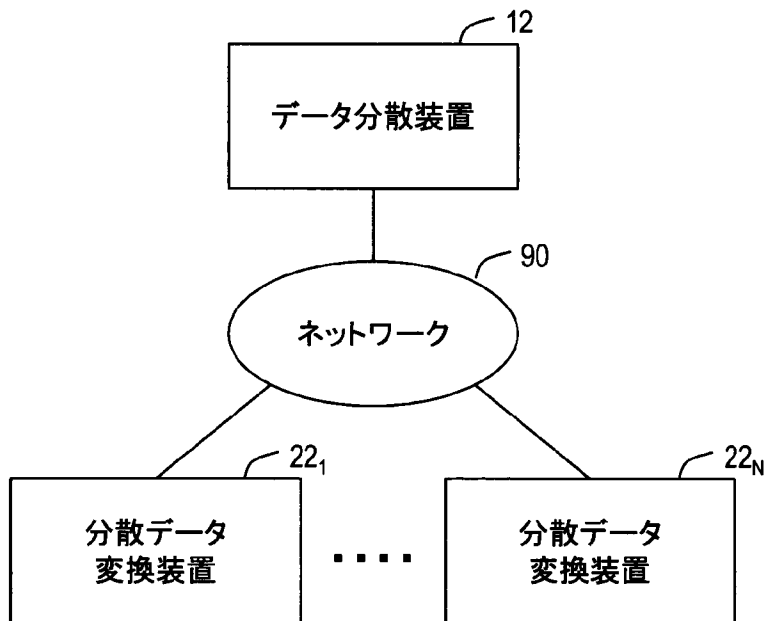 12
データ分散装置
90
ネットワーク
22₁
分散データ
変換装置
22N
分散データ
変換装置